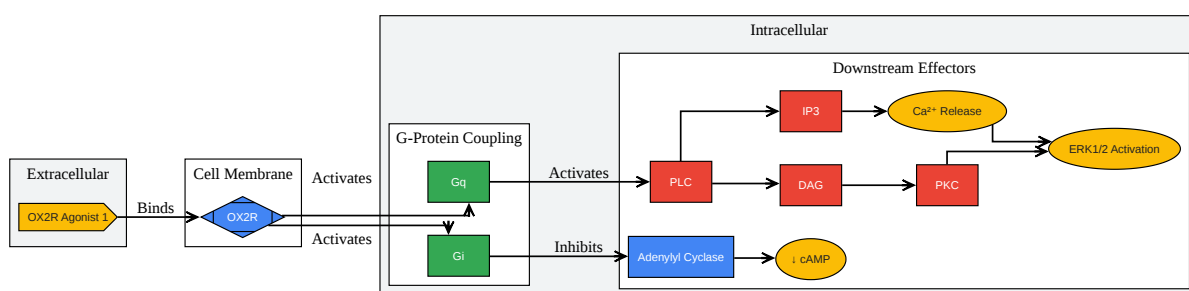 Intracellular
Downstream Effectors
IP3
Ca²⁺ Release
G-Protein Coupling
ERK1/2 Activation
Extracellular
Cell Membrane
Activates
Gq
Activates
PLC
DAG
PKC
OX2R Agonist 1
Binds
OX2R
Activates
Gi
Inhibits
Adenylyl Cyclase
↓ cAMP